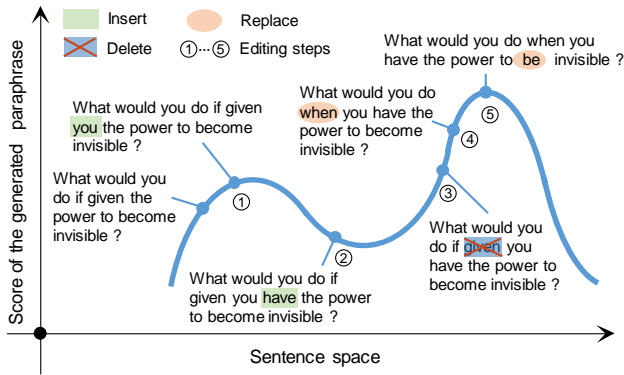 Insert
Replace
Delete
①···⑤ Editing steps
Score of the generated paraphrase
What would you do if given
you the power to become
invisible ?
What would you
do if given the
power to become
invisible ?
①
What would you do if
given you have the power
to become invisible ?
②
What would you
do if given you
have the power to
become invisible ?
③
What would you do
when you have the
power to become
invisible ?
④
What would you do when you
have the power to be invisible ?
⑤
Sentence space